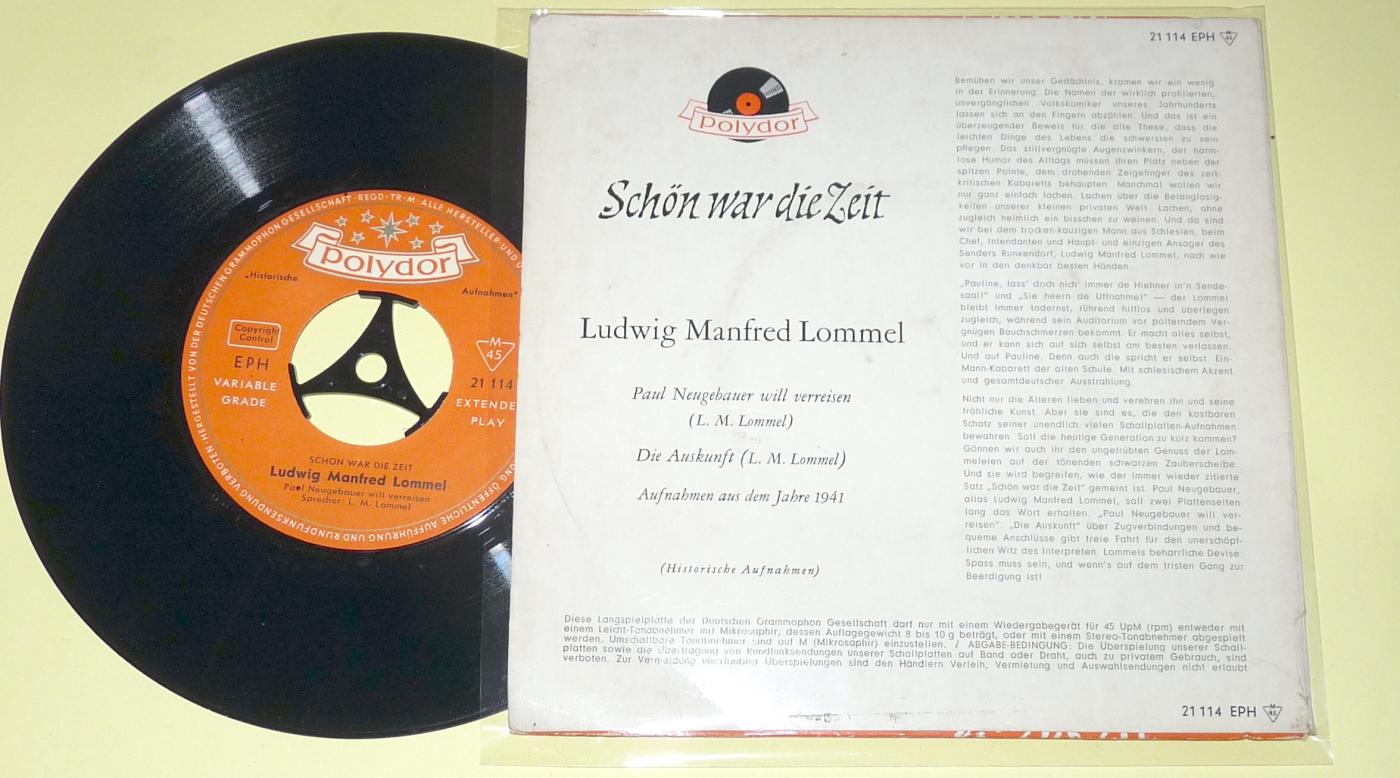 REGD·TR·M·ALLE HERSTELLER-UND
HERGESTELLT VON DER DEUTSCHEN GRAMMOPHON GESELLSCHAFT
ÖFFENTLICHE AUFFÜHRUNG UND RUNDFUNKSENDUNG VERBOTEN
Polydor
„Historische
Aufnahmen"
Copyright
Control
EPH
VARIABLE
GRADE
M
45
21 114
EXTENDE
PLAY
SCHÖN WAR DIE ZEIT
Ludwig Manfred Lommel
Paul Neugebauer will verreisen
Sprecher: L. M. Lommel
21 114 EPH M 45
Polydor
Schön war die Zeit
Ludwig Manfred Lommel
Paul Neugebauer will verreisen
(L. M. Lommel)
Die Auskunft (L. M. Lommel)
Aufnahmen aus dem Jahre 1941
(Historische Aufnahmen)
Bemühen wir unser Gedächtnis, kramen wir ein wenig
in der Erinnerung. Die Namen der wirklich profilierten,
unvergänglichen Volkskomiker unseres Jahrhunderts
lassen sich an den Fingern abzählen. Und das ist ein
überzeugender Beweis für die alte These, dass die
leichten Dinge des Lebens die schwersten zu sein
pflegen. Das stillvergnügte Augenzwinkern, der harm-
lose Humor des Alltags müssen ihren Platz neben der
spitzen Pointe, dem drohenden Zeigefinger des zeit-
kritischen Kabaretts behaupten. Manchmal wollen wir
nur ganz einfach lachen. Lachen über die Belanglosig-
keiten unserer kleinen privaten Welt. Lachen, ohne
zugleich heimlich ein bisschen zu weinen. Und da sind
wir bei dem trocken-kauzigen Mann aus Schlesien, beim
Chef, Intendanten und Haupt- und einzigen Ansager des
Senders Runxendorf, Ludwig Manfred Lommel, nach wie
vor in den denkbar besten Händen.
„Pauline, lass' doch nich' immer de Hiehner in'n Sende-
saal!" und „Sie heern de Uffnahme!" — der Lommel
bleibt immer todernst, rührend hilflos und überlegen
zugleich, während sein Auditorium vor polterndem Ver-
gnügen Bauchschmerzen bekommt. Er macht alles selbst,
und er kann sich auf sich selbst am besten verlassen.
Und auf Pauline. Denn auch die spricht er selbst. Ein-
Mann-Kabarett der alten Schule. Mit schlesischem Akzent
und gesamtdeutscher Ausstrahlung.
Nicht nur die Älteren lieben und verehren ihn und seine
fröhliche Kunst. Aber sie sind es, die den kostbaren
Schatz seiner unendlich vielen Schallplatten-Aufnahmen
bewahren. Soll die heutige Generation zu kurz kommen?
Gönnen wir auch ihr den ungetrübten Genuss der Lom-
meleien auf der tönenden schwarzen Zauberscheibe.
Und sie wird begreifen, wie der immer wieder zitierte
Satz „Schön war die Zeit" gemeint ist. Paul Neugebauer,
alias Ludwig Manfred Lommel, soll zwei Plattenseiten
lang das Wort erhalten. „Paul Neugebauer will ver-
reisen". „Die Auskunft" über Zugverbindungen und be-
queme Anschlüsse gibt freie Fahrt für den unerschöpf-
lichen Witz des Interpreten. Lommels beharrliche Devise:
Spass muss sein, und wenn's auf dem tristen Gang zur
Beerdigung ist!
Diese Langspielplatte der Deutschen Grammophon Gesellschaft darf nur mit einem Wiedergabegerät für 45 UpM (rpm) entweder mit
einem Leicht-Tonabnehmer mit Mikrosaphir, dessen Auflagegewicht 8 bis 10 g beträgt, oder mit einem Stereo-Tonabnehmer abgespielt
werden. Umschaltbare Tonabnehmer sind auf M (Mikrosaphir) einzustellen. / ABGABE-BEDINGUNG: Die Überspielung unserer Schall-
platten sowie die Übertragung von Rundfunksendungen unserer Schallplatten auf Band oder Draht, auch zu privatem Gebrauch, sind
verboten. Zur Vermeidung unerlaubter Überspielungen sind den Händlern Verleih, Vermietung und Auswahlsendungen nicht erlaubt
21 114 EPH M 45